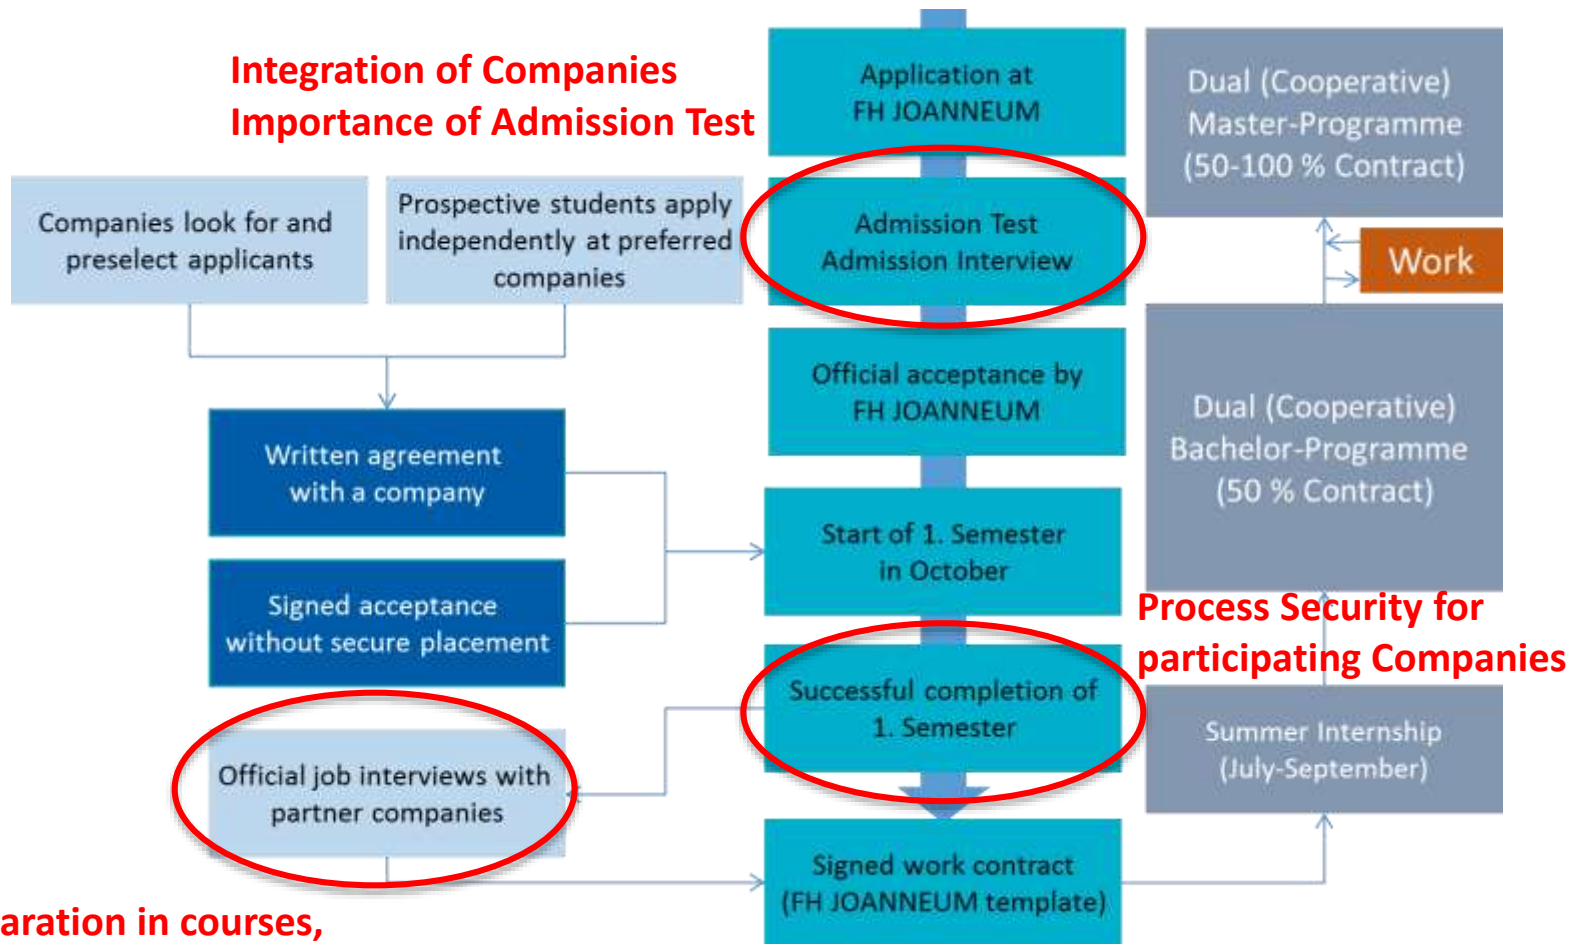 Integration of Companies
Importance of Admission Test
Application at
FH JOANNEUM
Dual (Cooperative)
Master-Programme
(50-100 % Contract)
Companies look for and
preselect applicants
Prospective students apply
independently at preferred
companies
Admission Test
Admission Interview
Work
Official acceptance by
FH JOANNEUM
Dual (Cooperative)
Bachelor-Programme
(50 % Contract)
Written agreement
with a company
Start of 1. Semester
in October
Signed acceptance
without secure placement
Process Security for
participating Companies
Successful completion of
1. Semester
Summer Internship
(July-September)
Official job interviews with
partner companies
Signed work contract
(FH JOANNEUM template)
aration in courses,